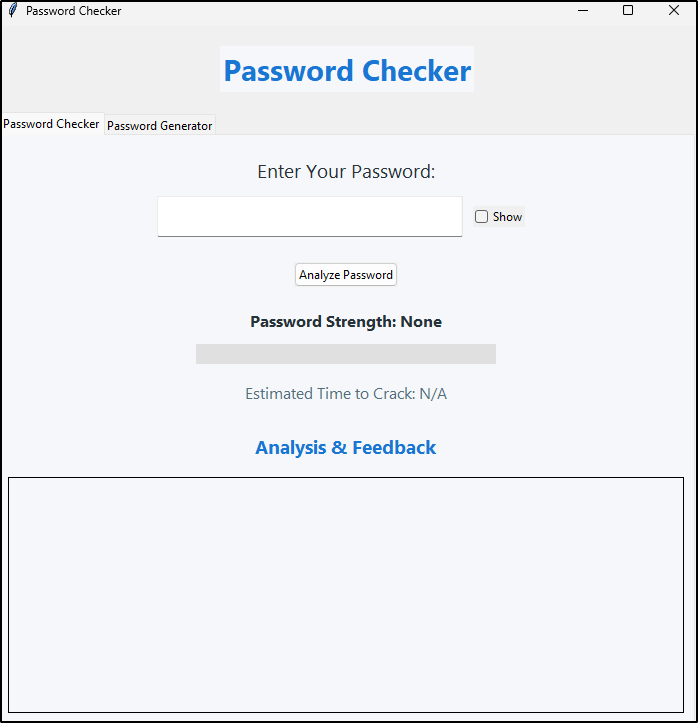 Password Checker
Password Checker
Password Checker
Password Generator
Enter Your Password:
Show
Analyze Password
Password Strength: None
Estimated Time to Crack: N/A
Analysis & Feedback